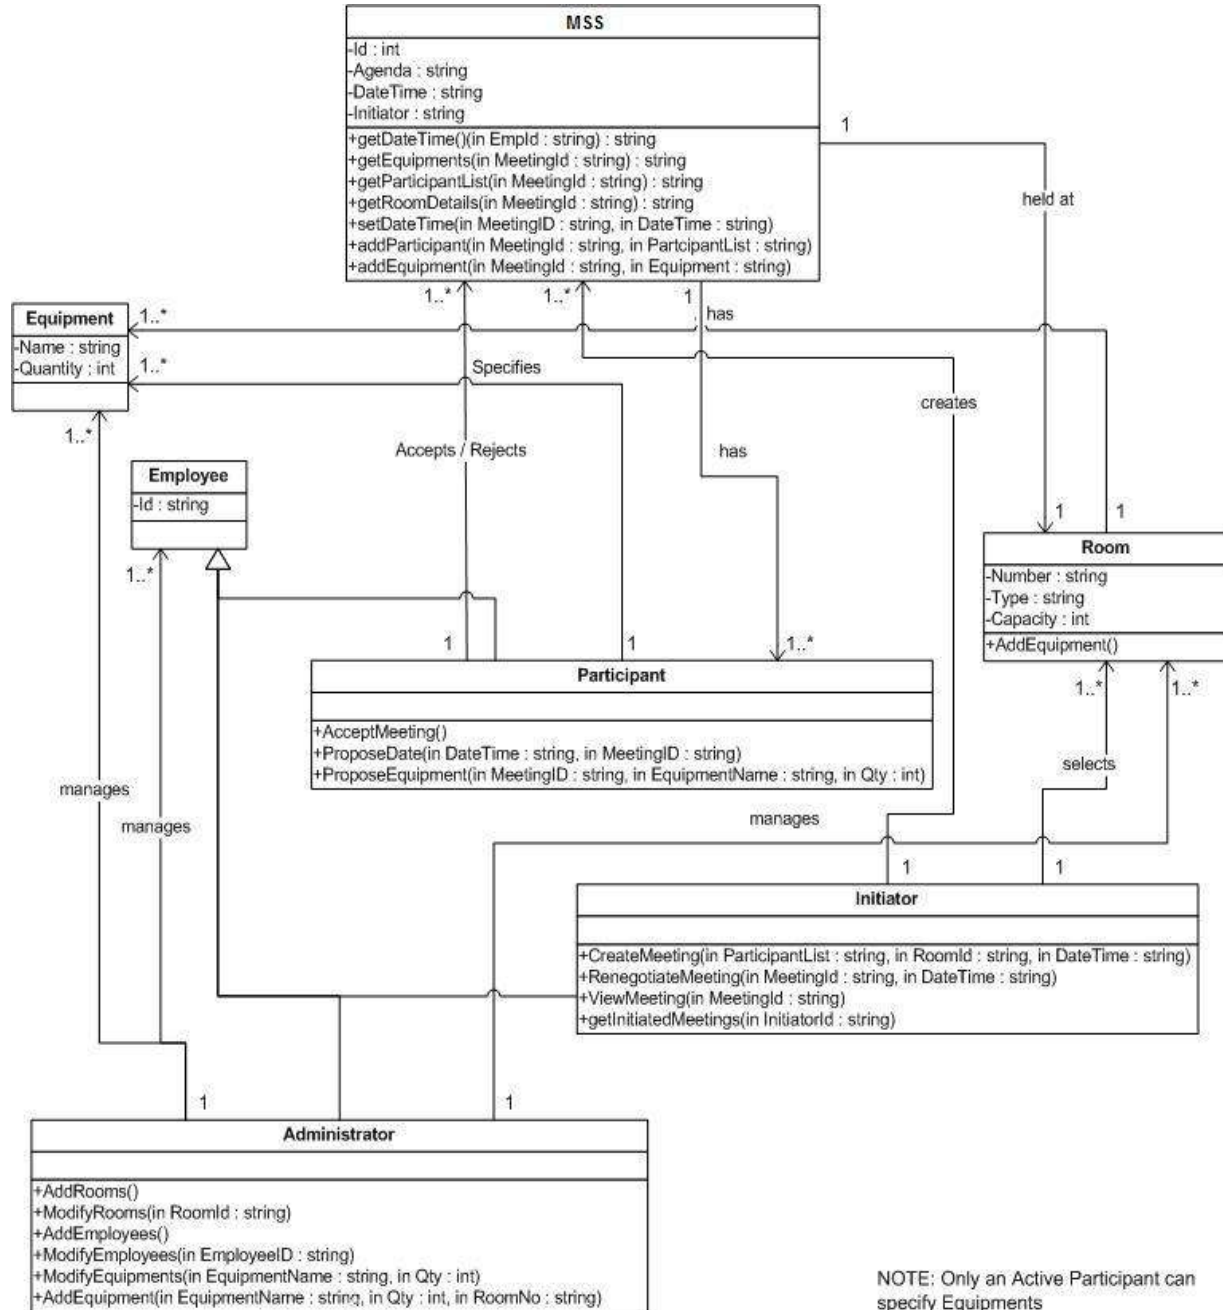 MSS
-Id : int
-Agenda : string
-DateTime : string
-Initiator : string
+getDateTime()(in EmpId : string) : string
+getEquipments(in MeetingId : string) : string
+getParticipantList(in MeetingId : string) : string
+getRoomDetails(in MeetingId : string) : string
+setDateTime(in MeetingID : string, in DateTime : string)
+addParticipant(in MeetingId : string, in PartcipantList : string)
+addEquipment(in MeetingId : string, in Equipment : string)
1
held at
1..*
1..*
1
has
Equipment
-Name : string
-Quantity : int
1..*
1..*
1..*
Specifies
creates
Accepts / Rejects
has
Employee
-Id : string
1..*
1
1
Room
-Number : string
-Type : string
-Capacity : int
+AddEquipment()
1
1
1..*
Participant
+AcceptMeeting()
+ProposeDate(in DateTime : string, in MeetingID : string)
+ProposeEquipment(in MeetingID : string, in EquipmentName : string, in Qty : int)
1..*
1..*
selects
manages
manages
manages
1
1
Initiator
+CreateMeeting(in ParticipantList : string, in RoomId : string, in DateTime : string)
+RenegotiateMeeting(in MeetingId : string, in DateTime : string)
+ViewMeeting(in MeetingId : string)
+getInitiatedMeetings(in InitiatorId : string)
1
1
Administrator
+AddRooms()
+ModifyRooms(in RoomId : string)
+AddEmployees()
+ModifyEmployees(in EmployeeID : string)
+ModifyEquipments(in EquipmentName : string, in Qty : int)
+AddEquipment(in EquipmentName : string, in Qty : int, in RoomNo : string)
NOTE: Only an Active Participant can
specify Equipments